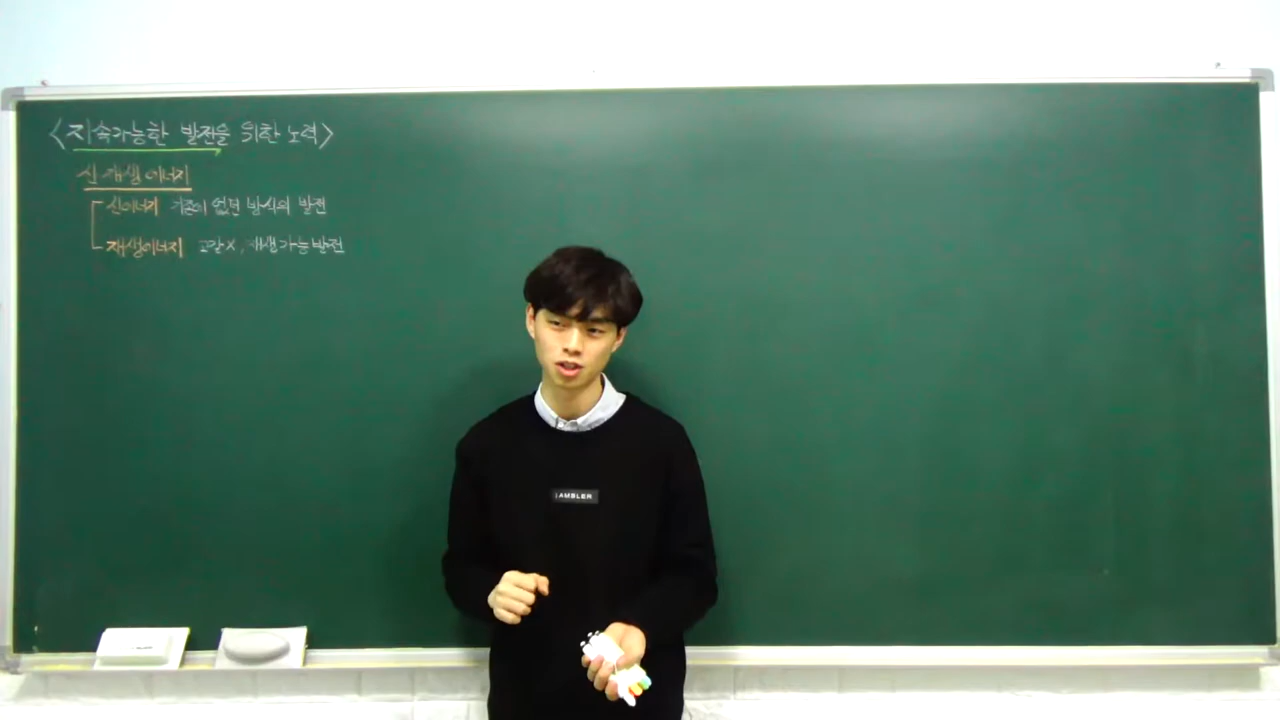 <지속가능한 발전을 위한 노력>
신 재생 에너지
신에너지 기존에 없던 방식의 발전
재생에너지 고갈X, 재생가능 발전
AMBLER